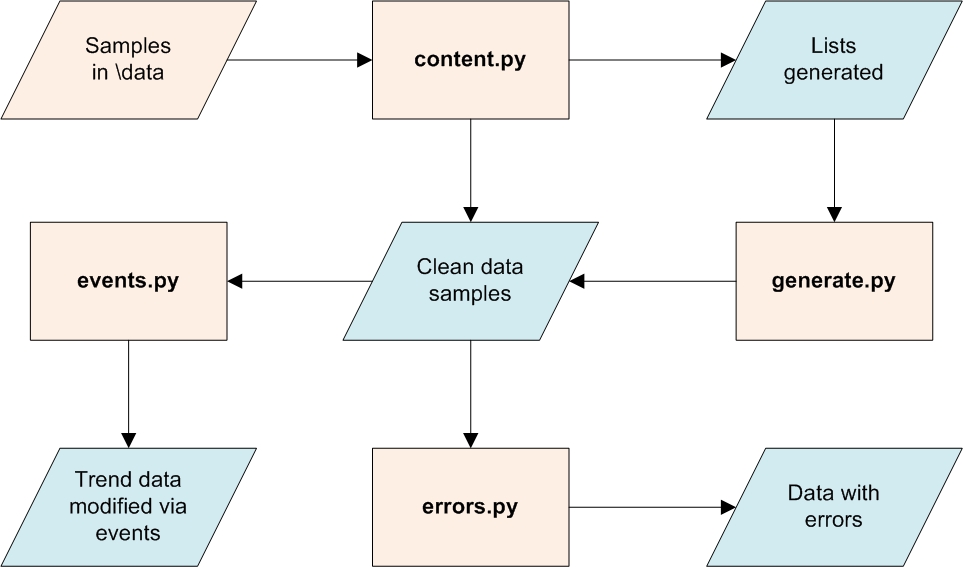 Samples
in \data
content.py
Lists
generated
events.py
Clean data
samples
generate.py
Trend data
modified via
events
errors.py
Data with
errors